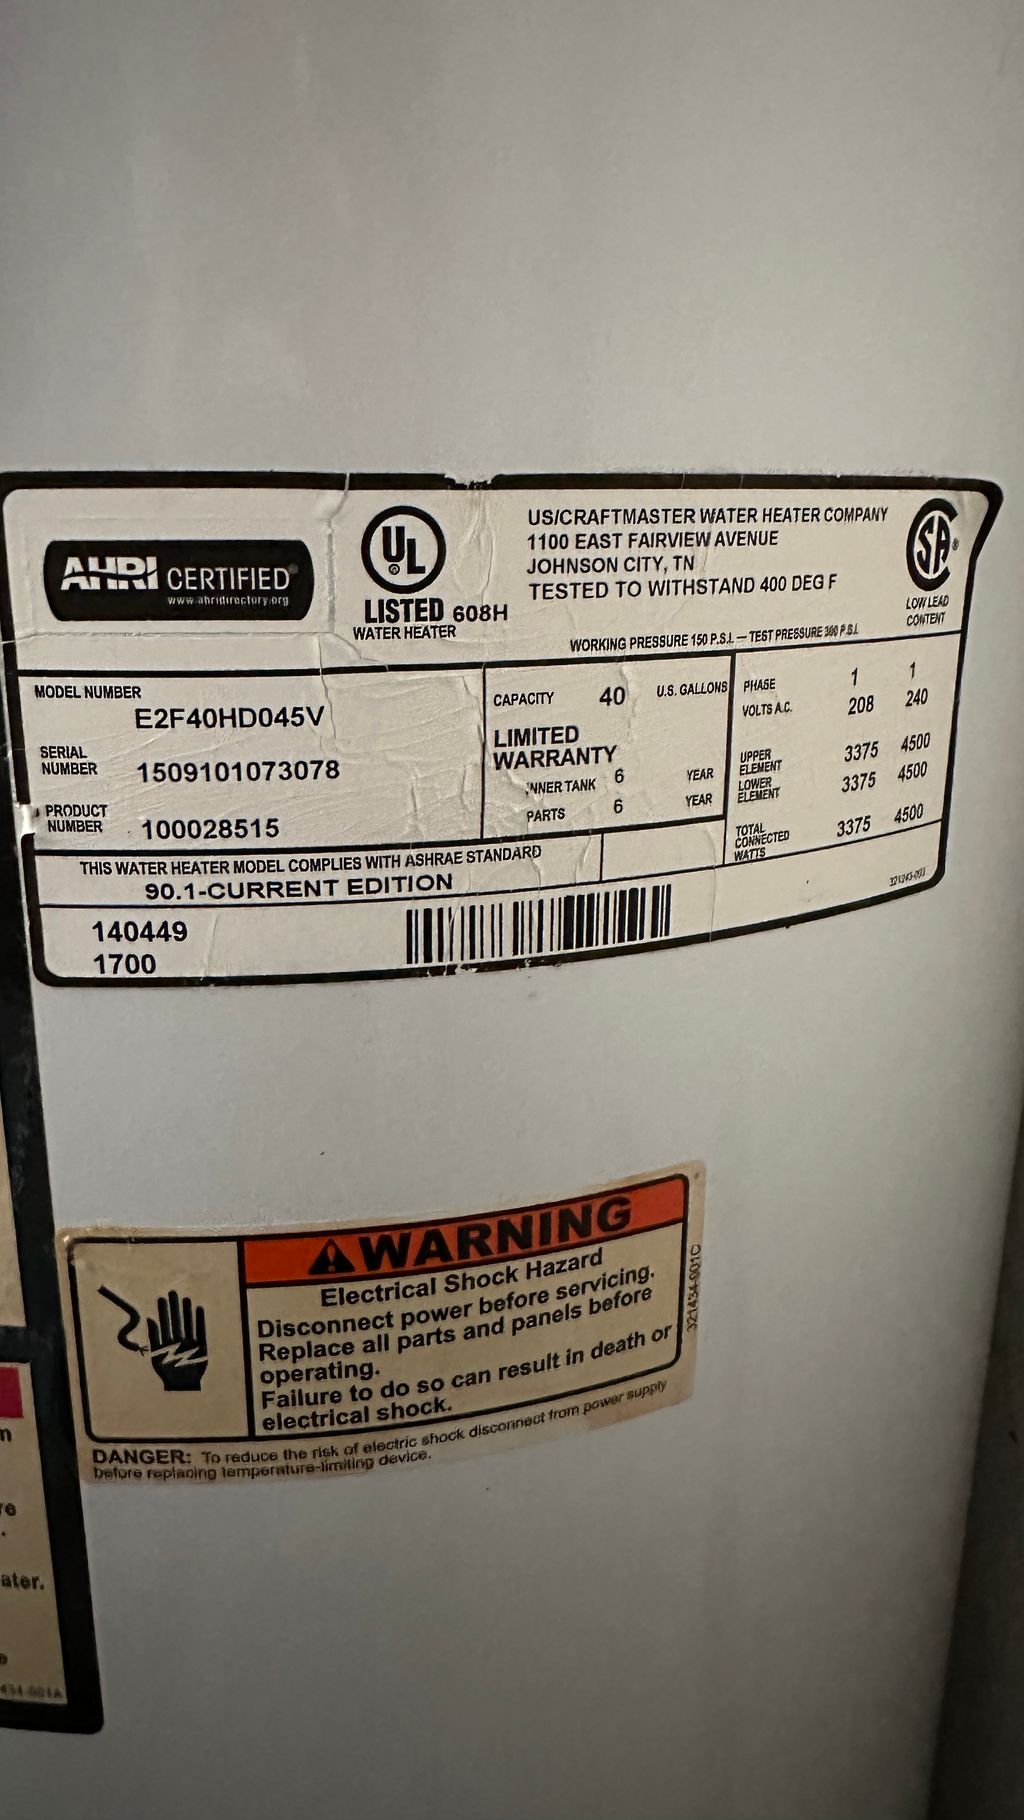 AHRI CERTIFIED®
www.ahridirectory.org
UL
®
LISTED 608H
WATER HEATER
US/CRAFTMASTER WATER HEATER COMPANY
1100 EAST FAIRVIEW AVENUE
JOHNSON CITY, TN
TESTED TO WITHSTAND 400 DEG F
SA®
LOW LEAD
CONTENT
WORKING PRESSURE 150 P.S.I. — TEST PRESSURE 300 P.S.I.
MODEL NUMBER
E2F40HD045V
SERIAL
NUMBER 1509101073078
PRODUCT
NUMBER 100028515
CAPACITY 40 U.S. GALLONS
LIMITED
WARRANTY
INNER TANK 6 YEAR
PARTS 6 YEAR
PHASE 1 1
VOLTS A.C. 208 240
UPPER
ELEMENT 3375 4500
LOWER
ELEMENT 3375 4500
TOTAL
CONNECTED
WATTS 3375 4500
THIS WATER HEATER MODEL COMPLIES WITH ASHRAE STANDARD
90.1-CURRENT EDITION
140449
1700
WARNING
Electrical Shock Hazard
Disconnect power before servicing.
Replace all parts and panels before
operating.
Failure to do so can result in death or
electrical shock.
DANGER: To reduce the risk of electric shock disconnect from power supply
before replacing temperature-limiting device.
321434-001C
ater.